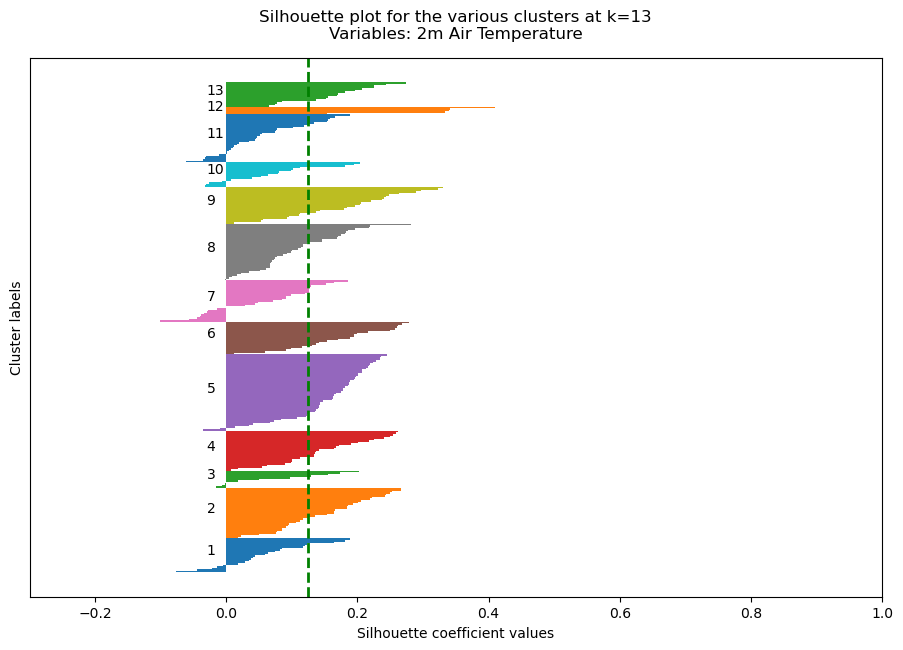 Silhouette plot for the various clusters at k=13
Variables: 2m Air Temperature
Cluster labels
13
12
11
10
9
8
7
6
5
4
3
2
1
−0.2 0.0 0.2 0.4 0.6 0.8 1.0
Silhouette coefficient values